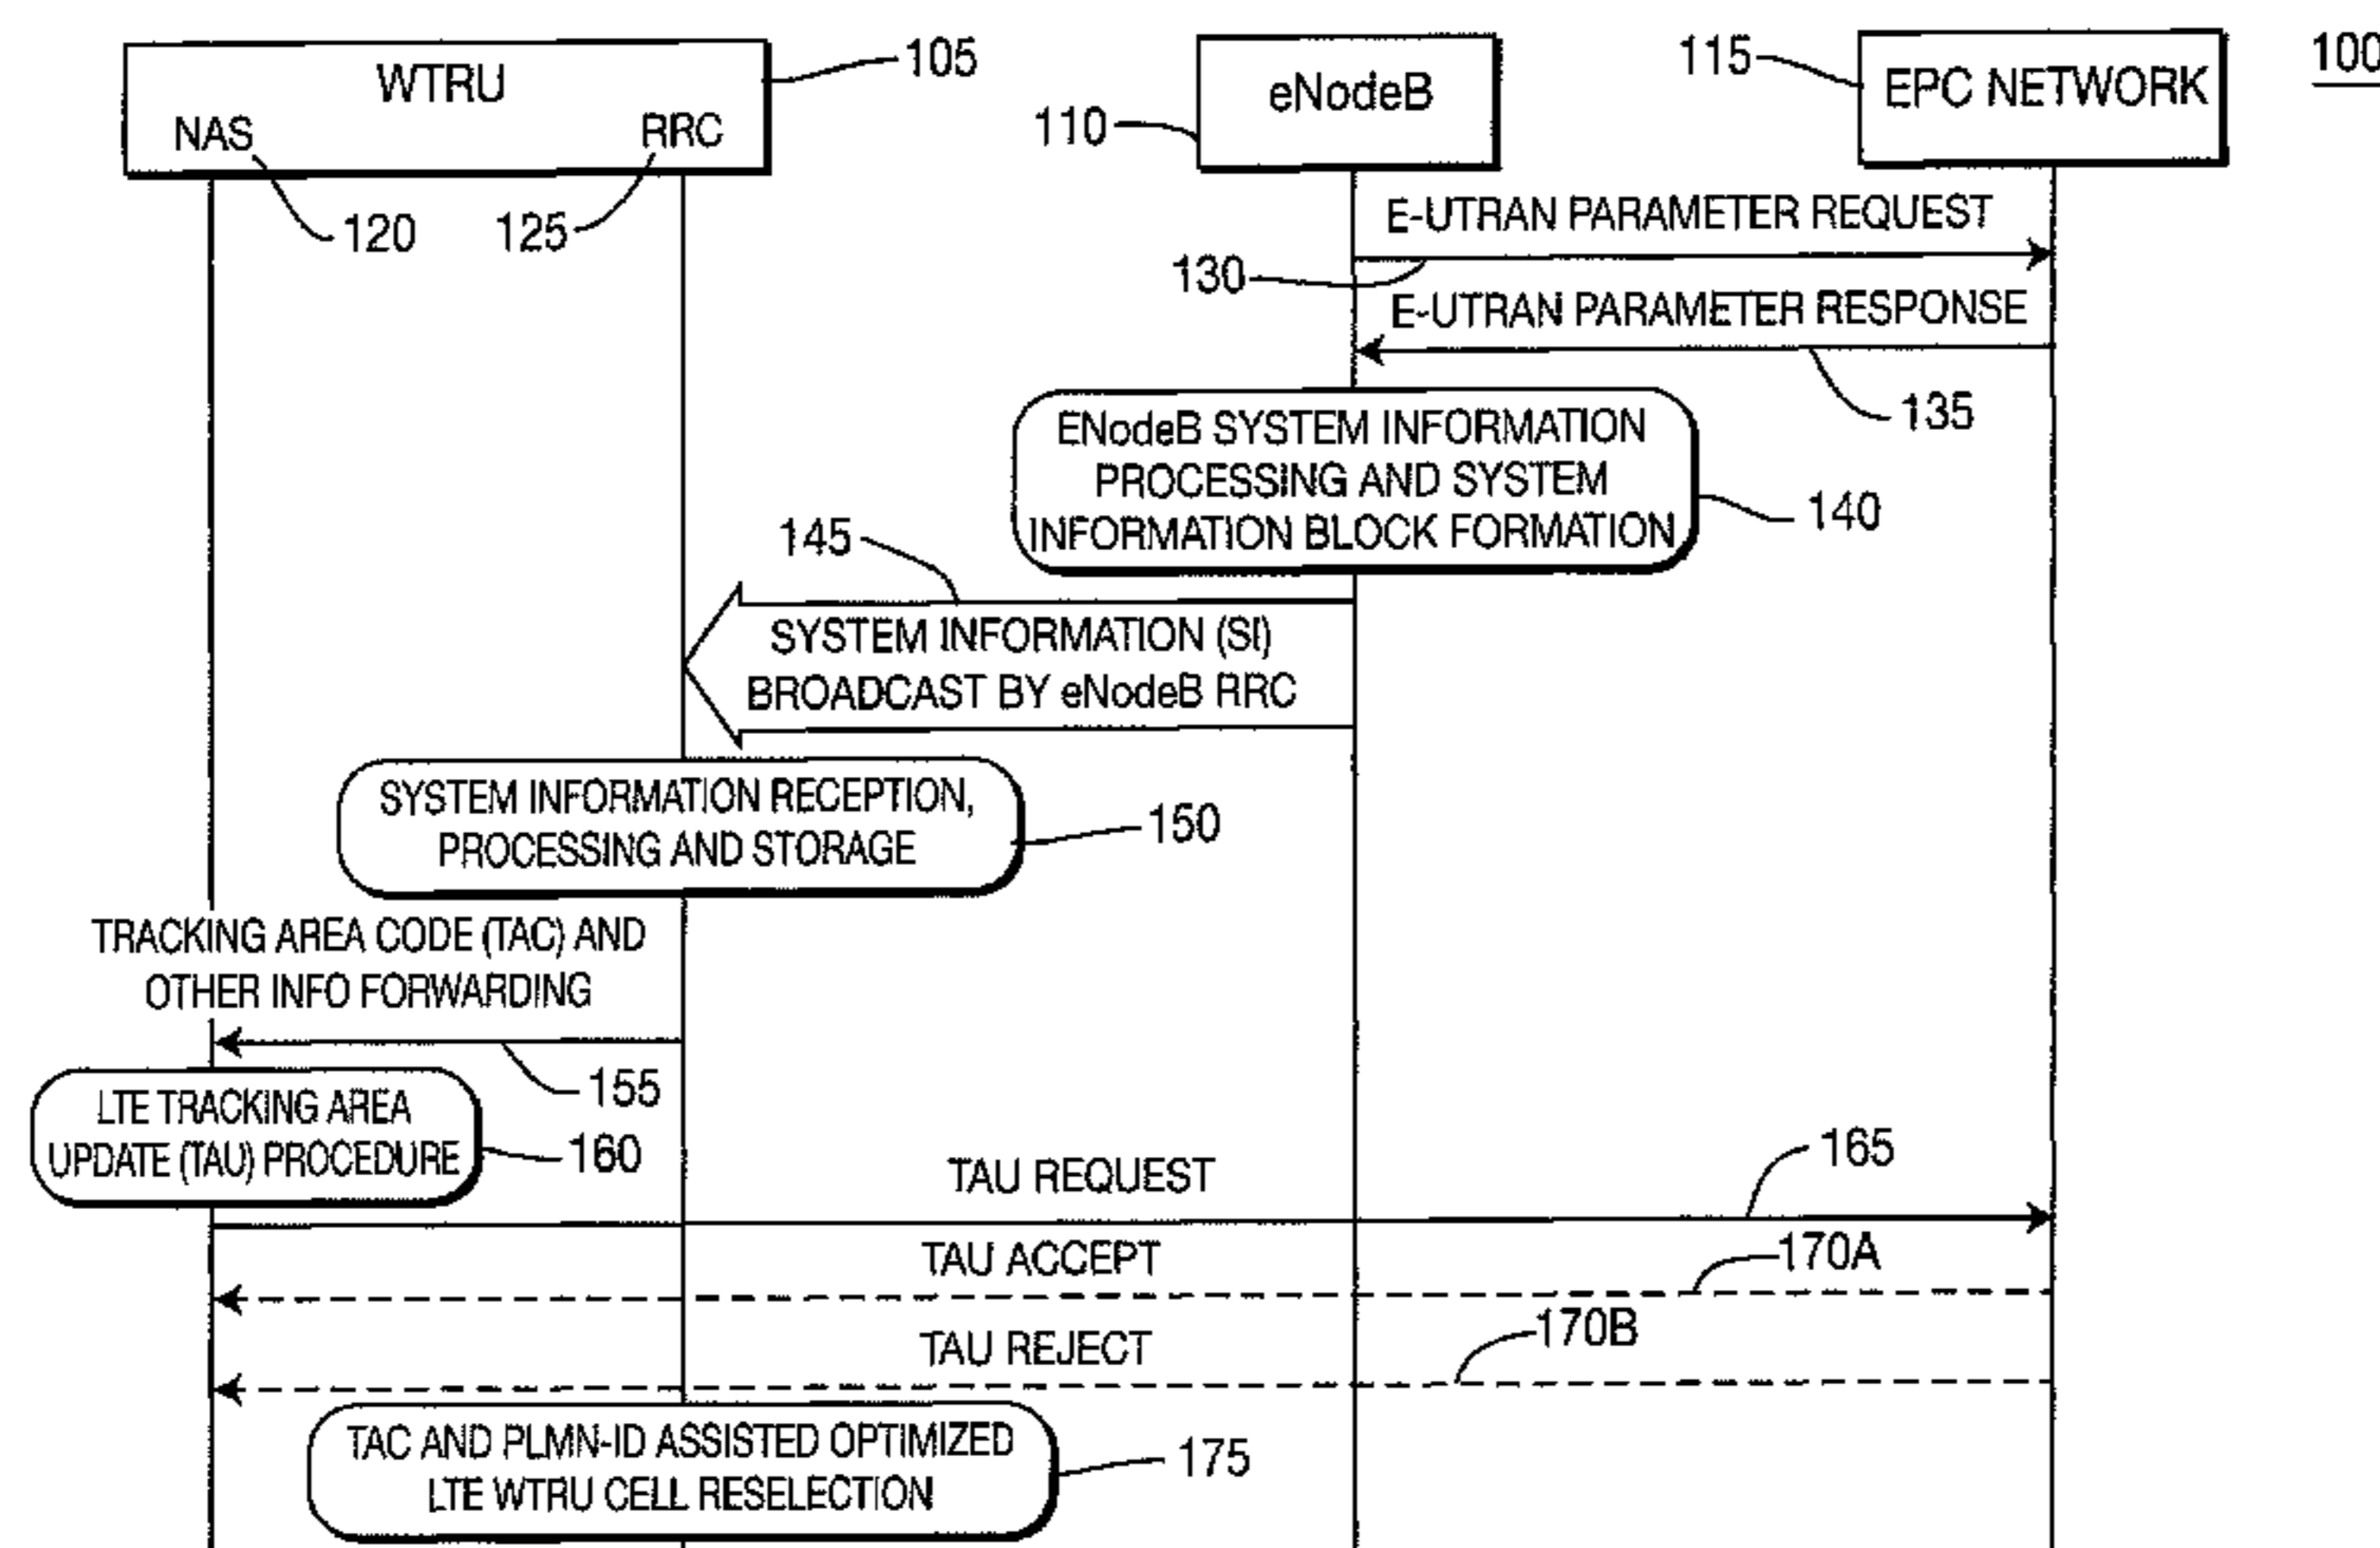 WTRU
105
NAS
RRC
120
125
eNodeB
110
115
EPC NETWORK
100
E-UTRAN PARAMETER REQUEST
130
E-UTRAN PARAMETER RESPONSE
135
ENodeB SYSTEM INFORMATION
PROCESSING AND SYSTEM
INFORMATION BLOCK FORMATION
140
145
SYSTEM INFORMATION (SI)
BROADCAST BY eNodeB RRC
SYSTEM INFORMATION RECEPTION,
PROCESSING AND STORAGE
150
TRACKING AREA CODE (TAC) AND
OTHER INFO FORWARDING
155
LTE TRACKING AREA
UPDATE (TAU) PROCEDURE
160
TAU REQUEST
165
TAU ACCEPT
170A
TAU REJECT
170B
TAC AND PLMN-ID ASSISTED OPTIMIZED
LTE WTRU CELL RESELECTION
175